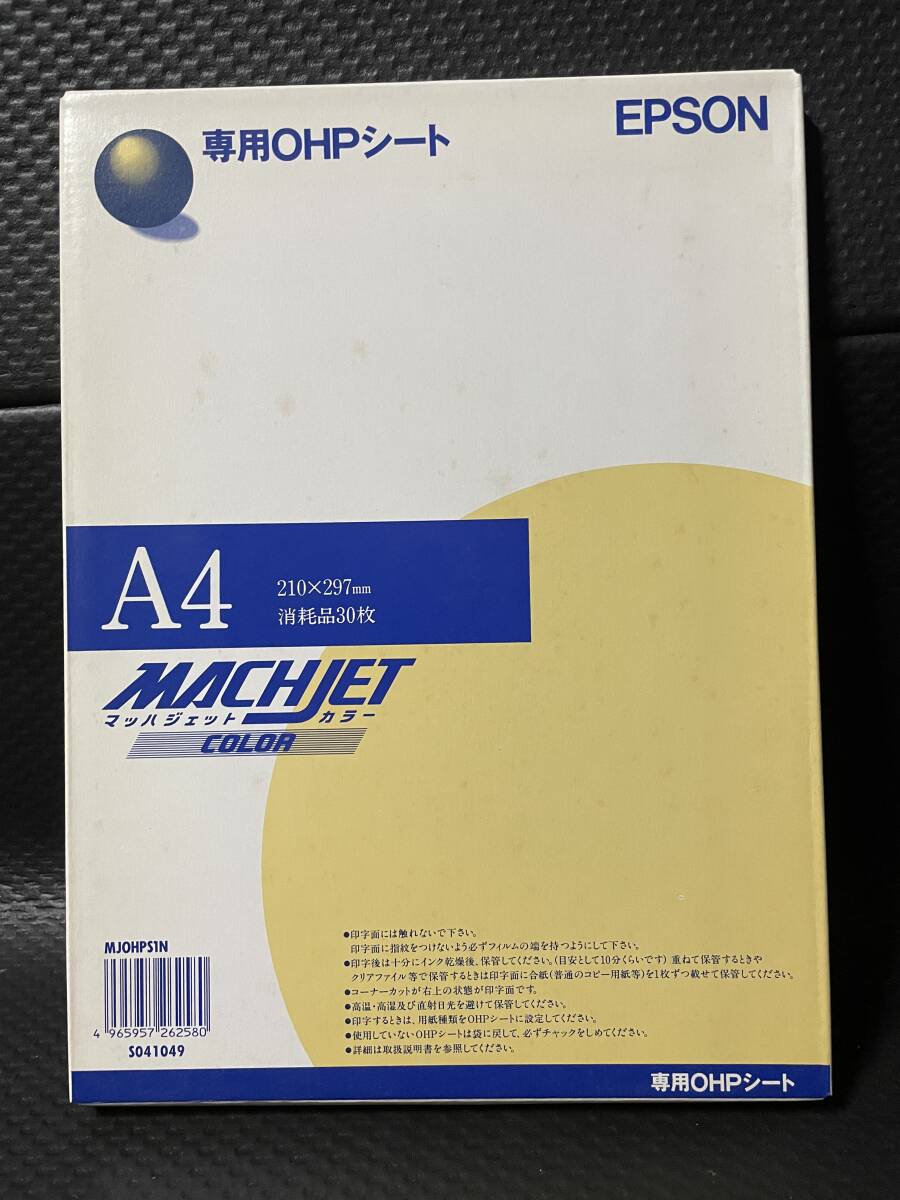 専用OHPシート
EPSON
A4
210×297mm
消耗品30枚
MACHJET
マッハジェット カラー
COLOR
MJOHPS1N
4 965957 262580
S041049
●印字面には触れないで下さい。
印字面に指紋をつけないよう必ずフィルムの端を持つようにして下さい。
●印字後は十分にインク乾燥後、保管してください。(目安として10分くらいです) 重ねて保管するときや
クリアファイル等で保管するときは印字面に合紙(普通のコピー用紙等)を1枚ずつ載せて保管してください。
●コーナーカットが右上の状態が印字面です。
●高温・高湿及び直射日光を避けて保管してください。
●印字するときは、用紙種類をOHPシートに設定してください。
●使用していないOHPシートは袋に戻して、必ずチャックをしめてください。
●詳細は取扱説明書を参照してください。
専用OHPシート